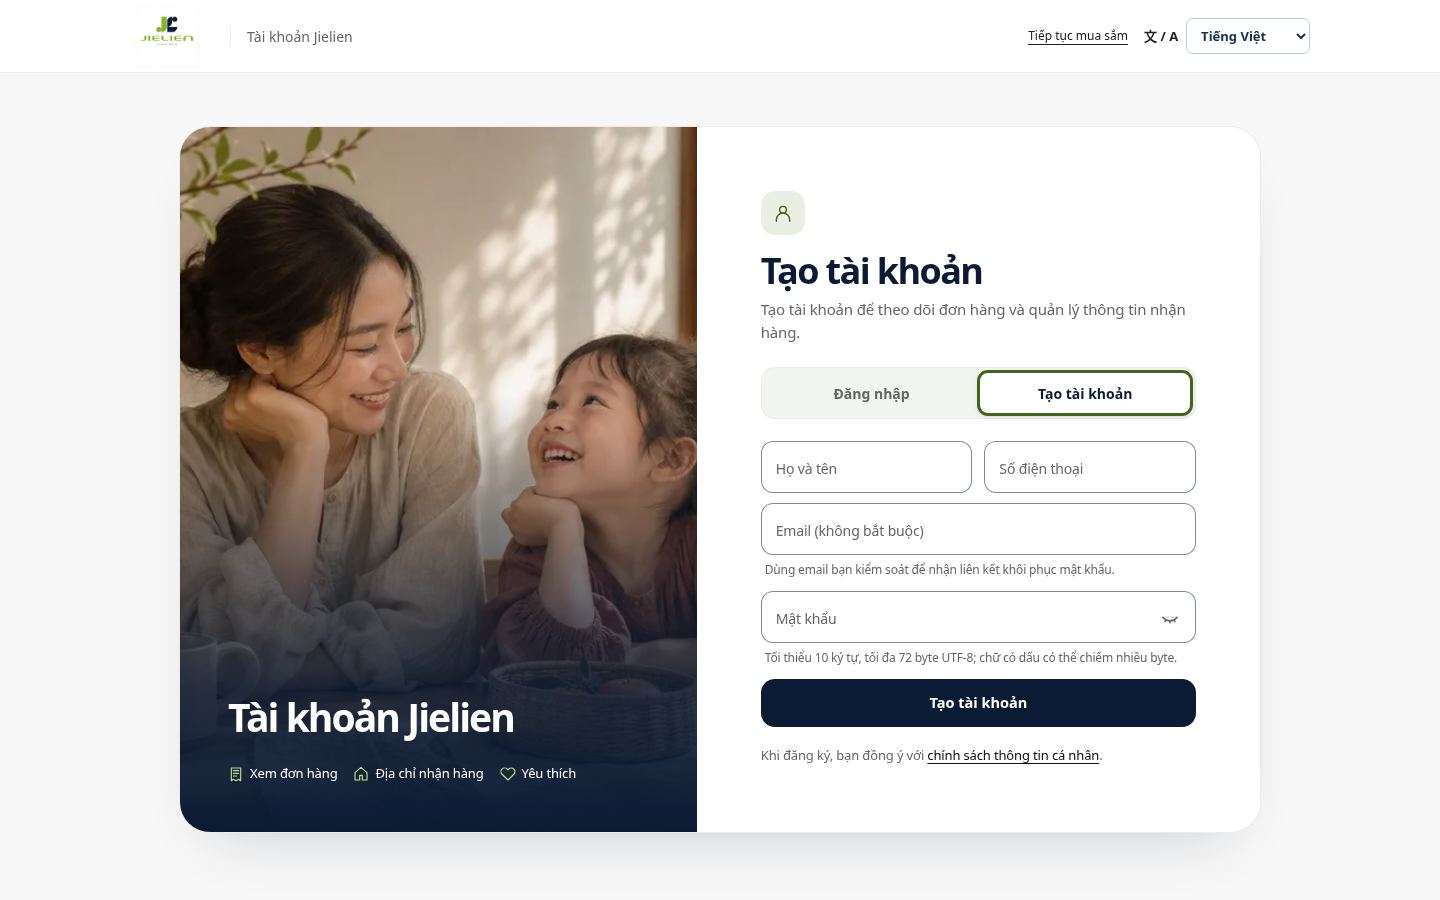 JIELIEN
Tài khoản Jielien
Tiếp tục mua sắm
文 / A
Tiếng Việt
Tạo tài khoản
Tạo tài khoản để theo dõi đơn hàng và quản lý thông tin nhận
hàng.
Đăng nhập
Tạo tài khoản
Họ và tên
Số điện thoại
Email (không bắt buộc)
Dùng email bạn kiểm soát để nhận liên kết khôi phục mật khẩu.
Mật khẩu
Tối thiểu 10 ký tự, tối đa 72 byte UTF-8; chữ có dấu có thể chiếm nhiều byte.
Tạo tài khoản
Khi đăng ký, bạn đồng ý với chính sách thông tin cá nhân.
Tài khoản Jielien
Xem đơn hàng
Địa chỉ nhận hàng
Yêu thích